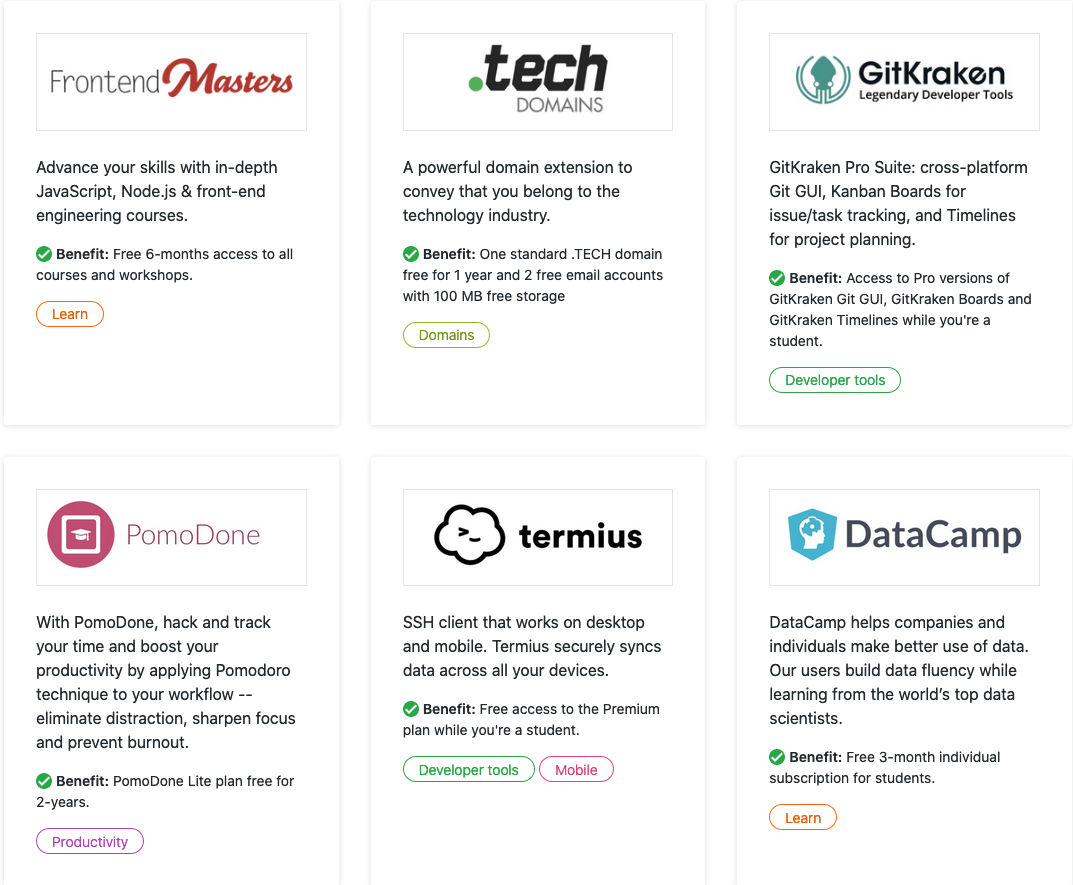 Frontend Masters
Advance your skills with in-depth
JavaScript, Node.js & front-end
engineering courses.
Benefit: Free 6-months access to all
courses and workshops.
Learn
.tech
DOMAINS
A powerful domain extension to
convey that you belong to the
technology industry.
Benefit: One standard .TECH domain
free for 1 year and 2 free email accounts
with 100 MB free storage
Domains
GitKraken
Legendary Developer Tools
GitKraken Pro Suite: cross-platform
Git GUI, Kanban Boards for
issue/task tracking, and Timelines
for project planning.
Benefit: Access to Pro versions of
GitKraken Git GUI, GitKraken Boards and
GitKraken Timelines while you're a
student.
Developer tools
PomoDone
With PomoDone, hack and track
your time and boost your
productivity by applying Pomodoro
technique to your workflow --
eliminate distraction, sharpen focus
and prevent burnout.
Benefit: PomoDone Lite plan free for
2-years.
Productivity
termius
SSH client that works on desktop
and mobile. Termius securely syncs
data across all your devices.
Benefit: Free access to the Premium
plan while you're a student.
Developer tools Mobile
DataCamp
DataCamp helps companies and
individuals make better use of data.
Our users build data fluency while
learning from the world’s top data
scientists.
Benefit: Free 3-month individual
subscription for students.
Learn